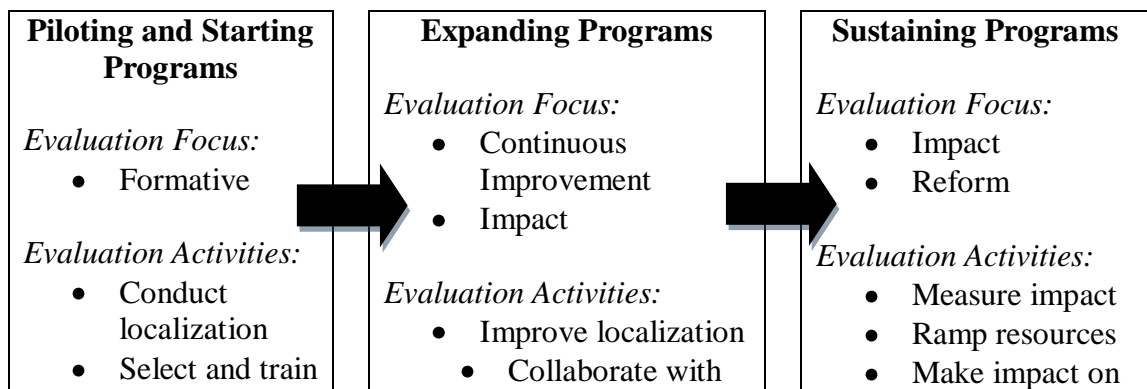 Piloting and Starting
Programs
Evaluation Focus:
• Formative
Evaluation Activities:
• Conduct
localization
• Select and train
Expanding Programs
Evaluation Focus:
• Continuous
Improvement
• Impact
Evaluation Activities:
• Improve localization
• Collaborate with
Sustaining Programs
Evaluation Focus:
• Impact
• Reform
Evaluation Activities:
• Measure impact
• Ramp resources
• Make impact on